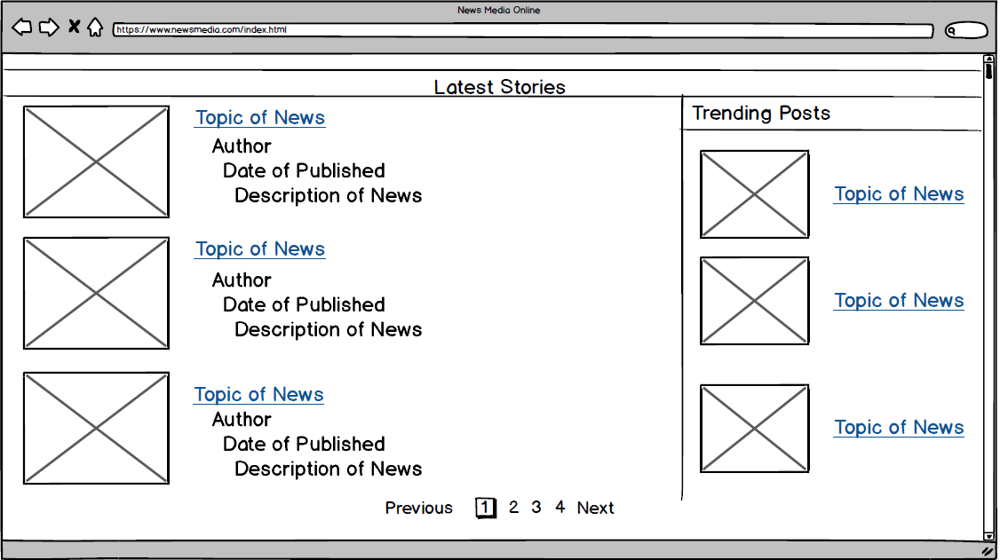 News Media Online
https://www.newsmedia.com/index.html
Latest Stories
Topic of News
Author
Date of Published
Description of News
Topic of News
Author
Date of Published
Description of News
Topic of News
Author
Date of Published
Description of News
Trending Posts
Topic of News
Topic of News
Topic of News
Previous 1 2 3 4 Next